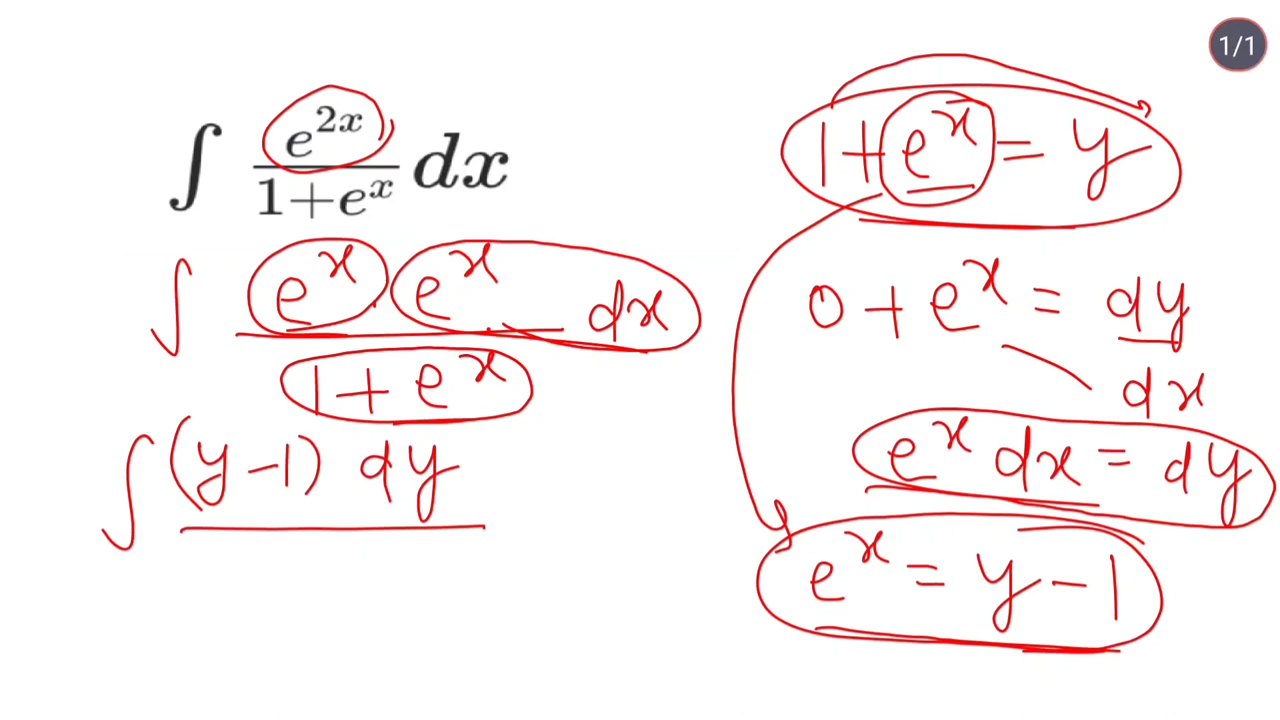 1/1
∫ e^{2x}/(1+e^x) dx
∫ e^x e^x dx / (1 + e^x)
∫ (y-1) dy
1 + e^x = y
0 + e^x = dy/dx
e^x dx = dy
e^x = y - 1